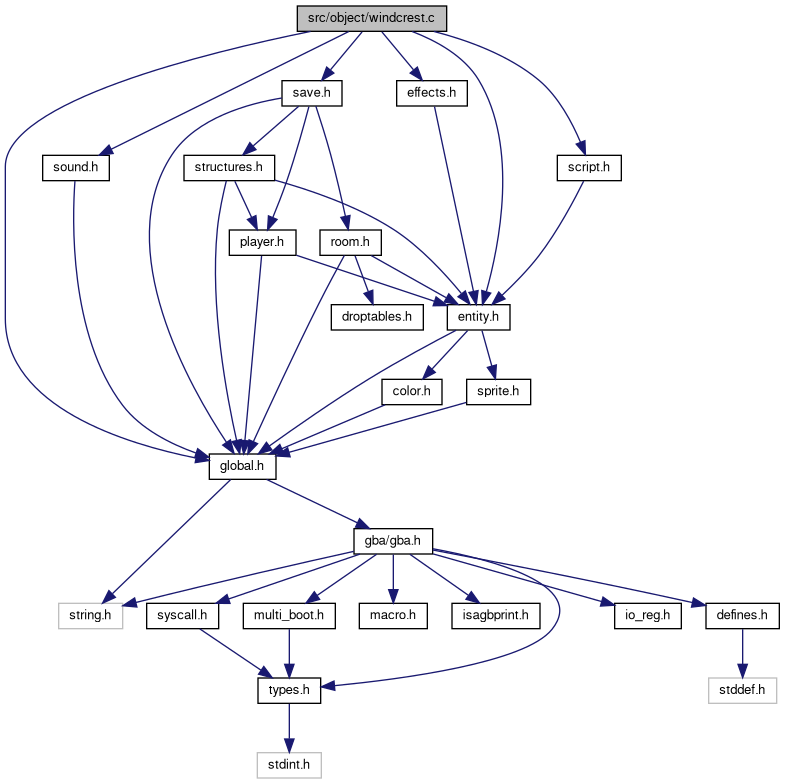 src/object/windcrest.c
save.h
effects.h
sound.h
structures.h
script.h
player.h
room.h
droptables.h
entity.h
color.h
sprite.h
global.h
gba/gba.h
string.h
syscall.h
multi_boot.h
macro.h
isagbprint.h
io_reg.h
defines.h
types.h
stddef.h
stdint.h